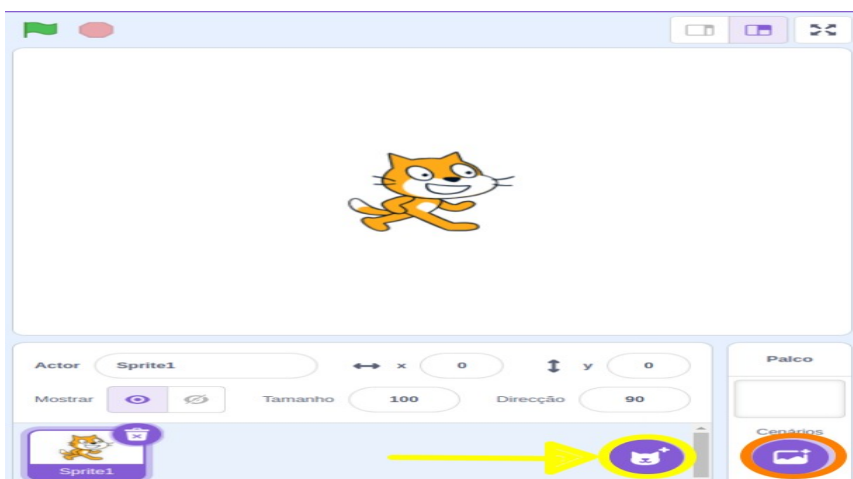 Actor Sprite1 x 0 y 0 Palco
Mostrar Tamanho 100 Direcção 90
Cenários
Sprite1